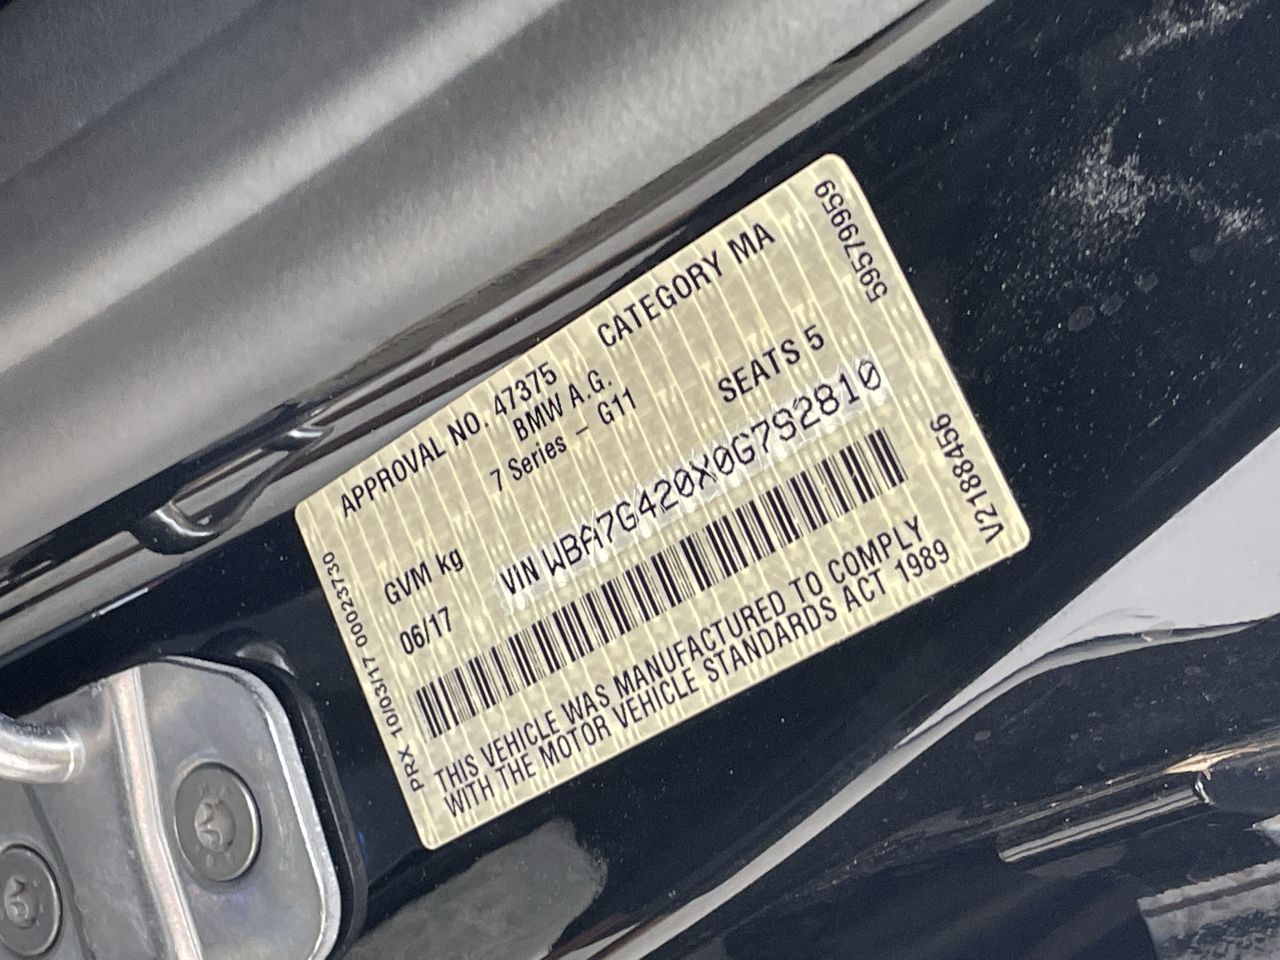 APPROVAL NO. 47375
CATEGORY MA
BMW A.G.
7 Series - G11
GVM kg
SEATS 5
06/17
VIN WBA7G420X0G7S2810
THIS VEHICLE WAS MANUFACTURED TO COMPLY
WITH THE MOTOR VEHICLE STANDARDS ACT 1989
PRX 10/03/17 00023730
59579959
V2188456